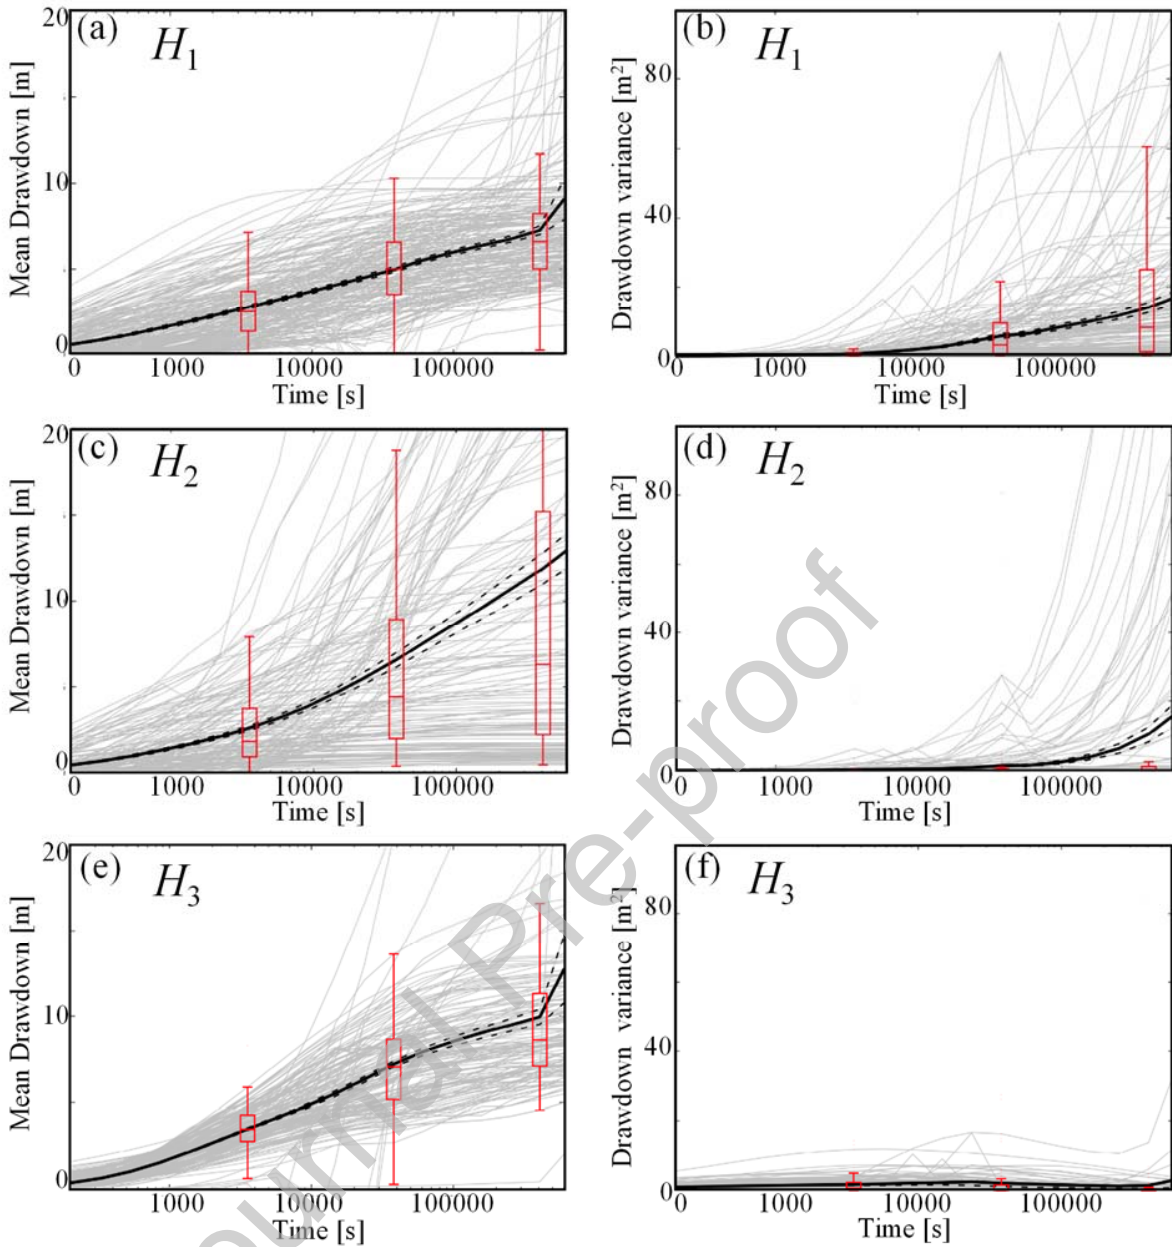 (a) H1
20
10
0
Mean Drawdown [m]
0 1000 10000 100000
Time [s]
(b) H1
80
40
0
Drawdown variance [m²]
0 1000 10000 100000
Time [s]
(c) H2
20
10
0
Mean Drawdown [m]
0 1000 10000 100000
Time [s]
(d) H2
80
40
0
Drawdown variance [m²]
0 1000 10000 100000
Time [s]
(e) H3
20
10
0
Mean Drawdown [m]
0 1000 10000 100000
Time [s]
(f) H3
80
40
0
Drawdown variance [m²]
0 1000 10000 100000
Time [s]
ournal Pre-proof